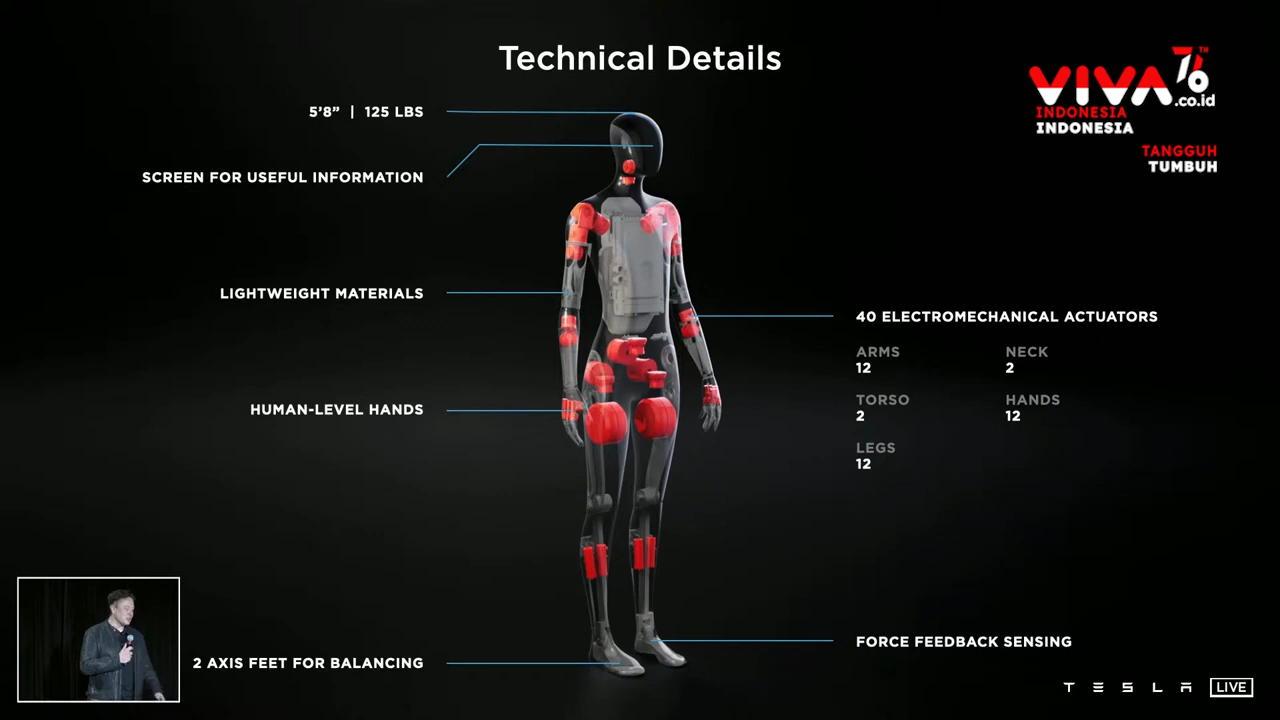 Technical Details
VIVA 76TH
.co.id
INDONESIA
INDONESIA
TANGGUH
TUMBUH
5’8” | 125 LBS
SCREEN FOR USEFUL INFORMATION
LIGHTWEIGHT MATERIALS
HUMAN-LEVEL HANDS
2 AXIS FEET FOR BALANCING
40 ELECTROMECHANICAL ACTUATORS
ARMS NECK
12 2
TORSO HANDS
2 12
LEGS
12
FORCE FEEDBACK SENSING
TESLA LIVE